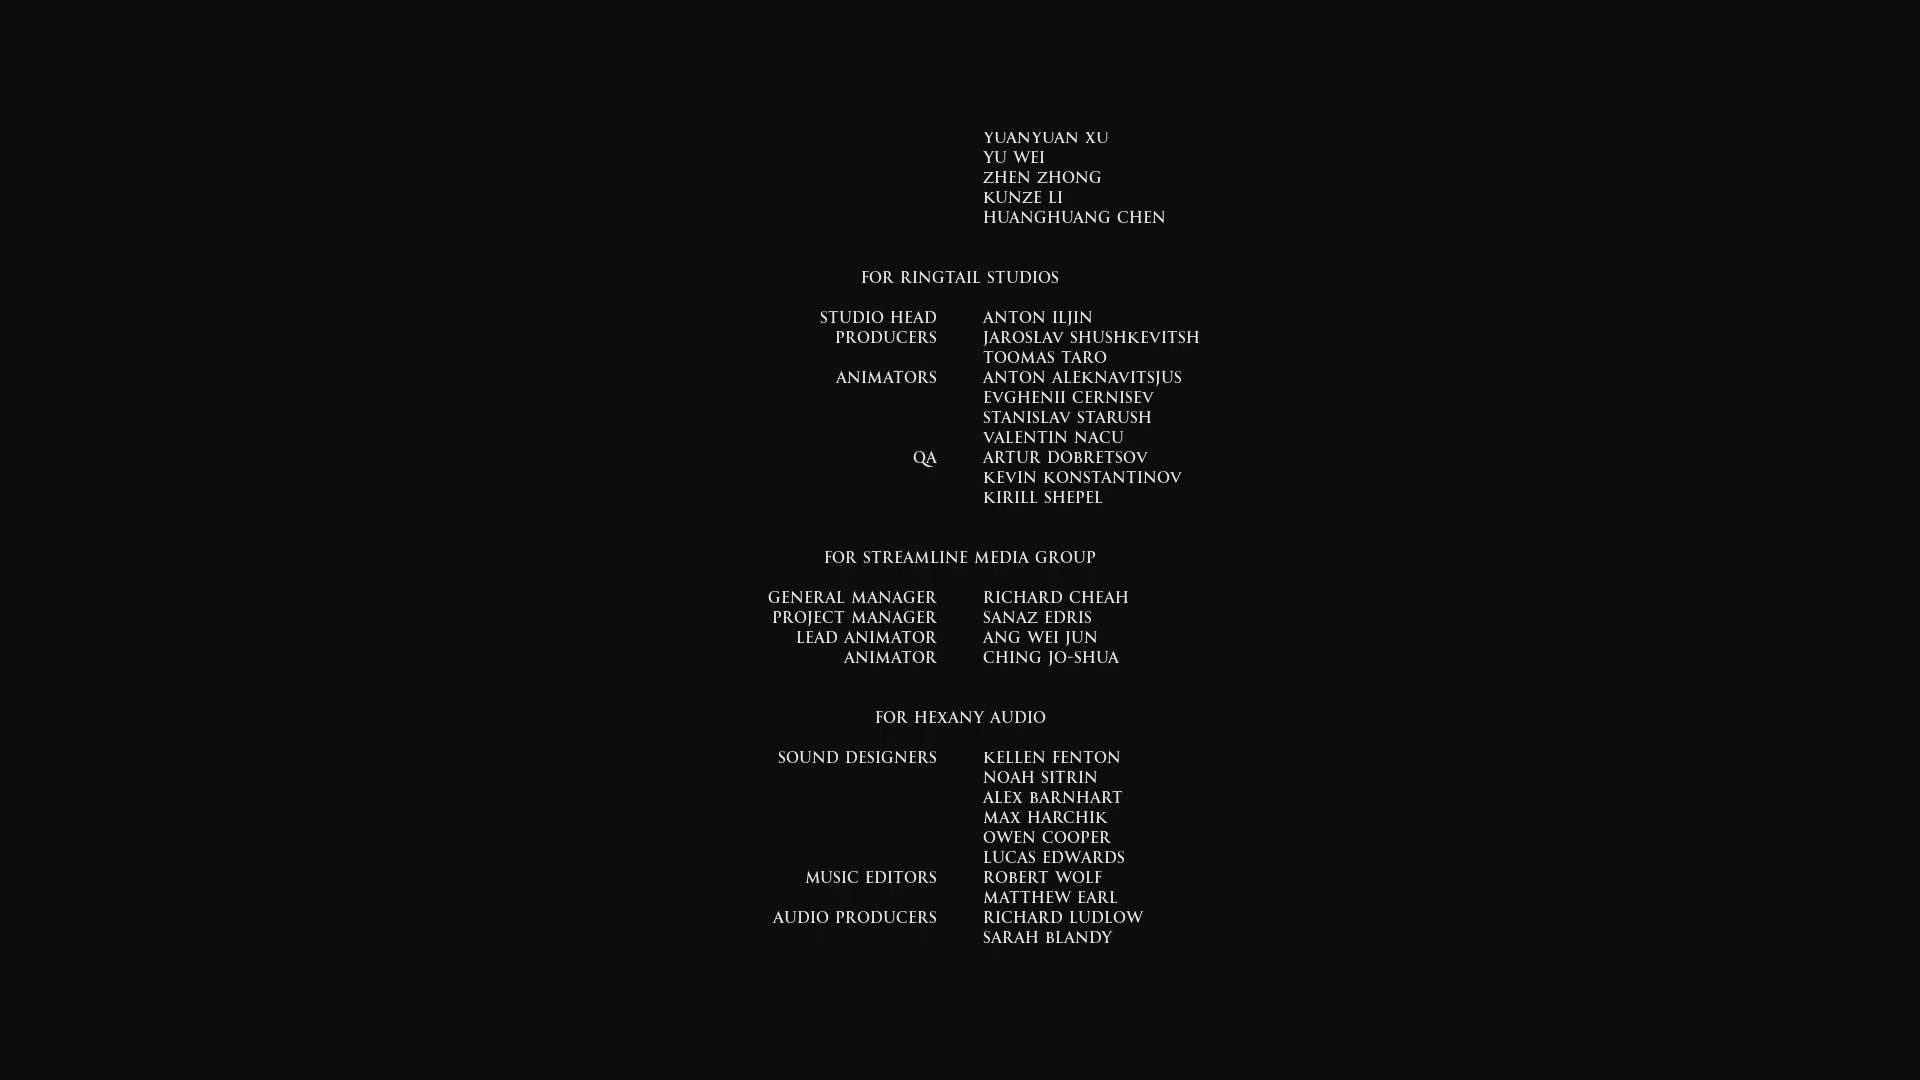 YUANYUAN XU
YU WEI
ZHEN ZHONG
KUNZE LI
HUANGHUANG CHEN
FOR RINGTAIL STUDIOS
STUDIO HEAD ANTON ILJIN
PRODUCERS JAROSLAV SHUSHKEVITSH
TOOMAS TARO
ANIMATORS ANTON ALEKNAVITSJUS
EVGHENII CERNISEV
STANISLAV STARUSH
VALENTIN NACU
QA ARTUR DOBRETSOV
KEVIN KONSTANTINOV
KIRILL SHEPEL
FOR STREAMLINE MEDIA GROUP
GENERAL MANAGER RICHARD CHEAH
PROJECT MANAGER SANAZ EDRIS
LEAD ANIMATOR ANG WEI JUN
ANIMATOR CHING JO-SHUA
FOR HEXANY AUDIO
SOUND DESIGNERS KELLEN FENTON
NOAH SITRIN
ALEX BARNHART
MAX HARCHIK
OWEN COOPER
LUCAS EDWARDS
MUSIC EDITORS ROBERT WOLF
MATTHEW EARL
AUDIO PRODUCERS RICHARD LUDLOW
SARAH BLANDY